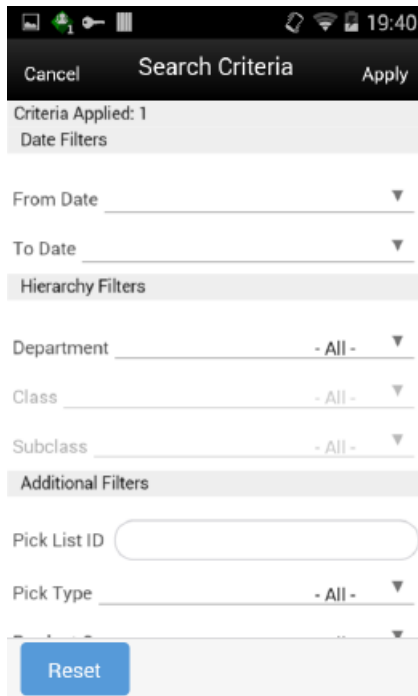 19:40
Cancel Search Criteria Apply
Criteria Applied: 1
Date Filters
From Date
To Date
Hierarchy Filters
Department - All -
Class - All -
Subclass - All -
Additional Filters
Pick List ID
Pick Type - All -
Reset